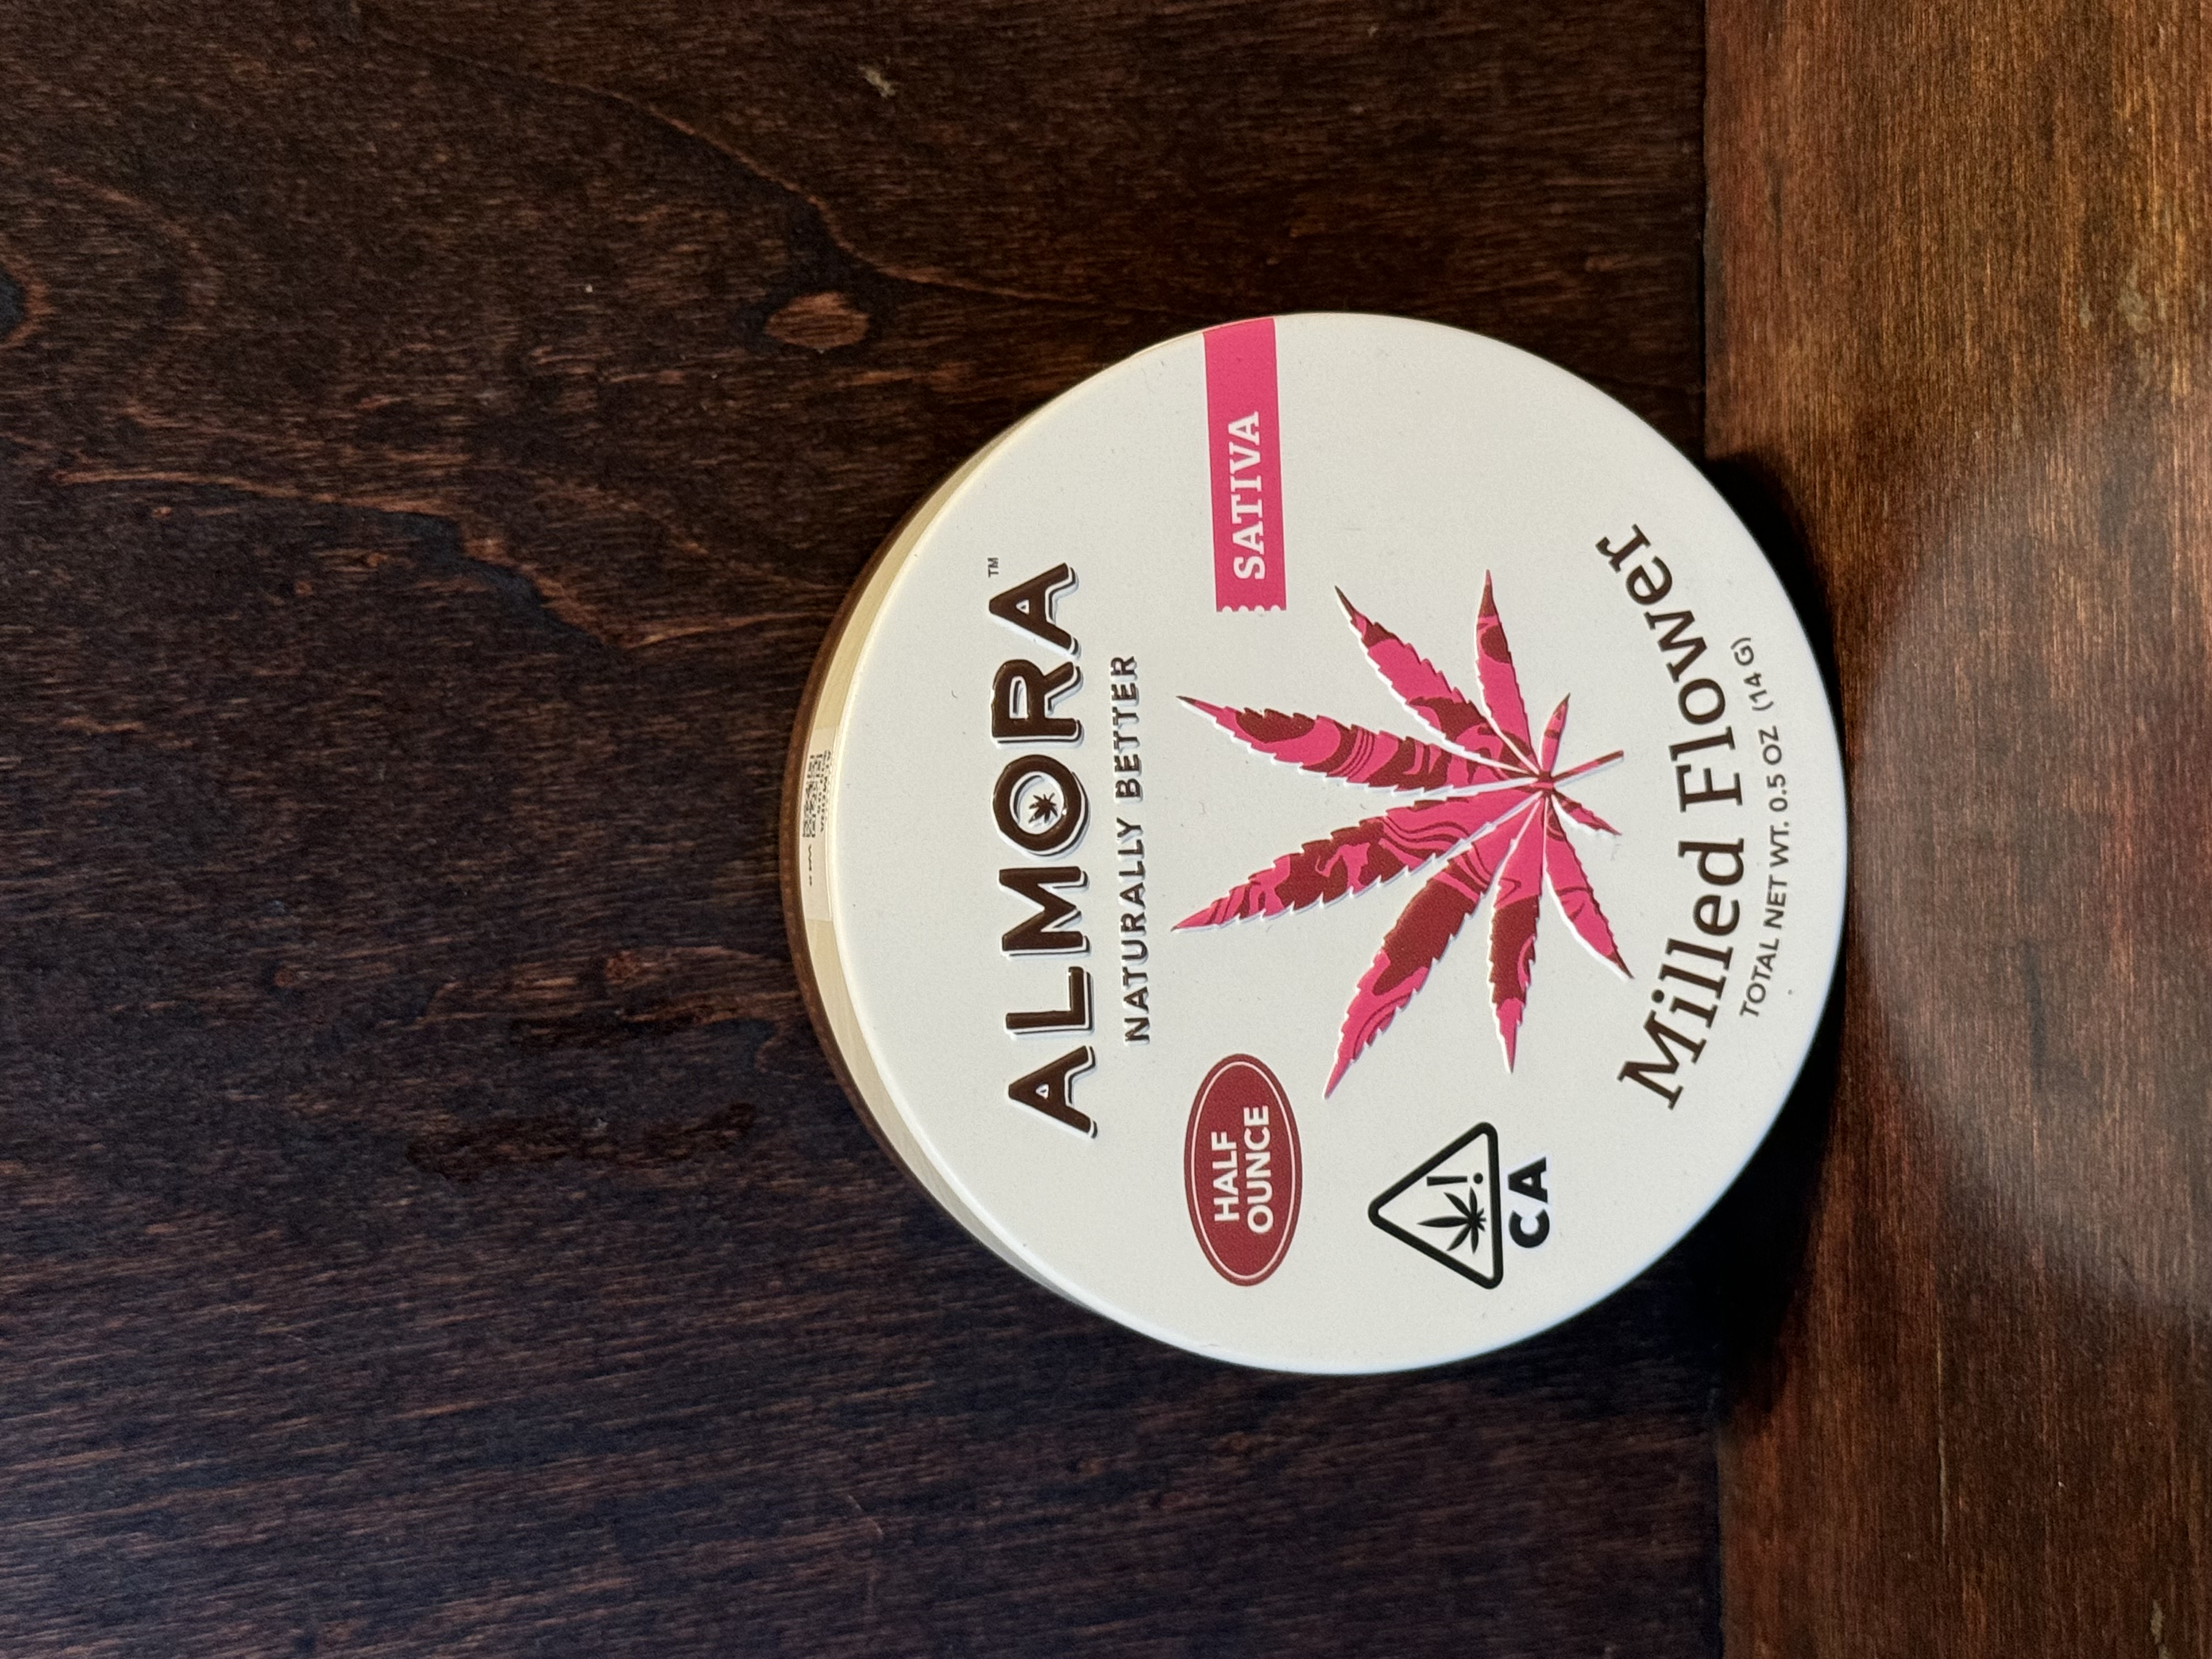 ALMORA™
NATURALLY BETTER
SATIVA
HALF
OUNCE
CA
Milled Flower
TOTAL NET WT. 0.5 OZ (14 G)